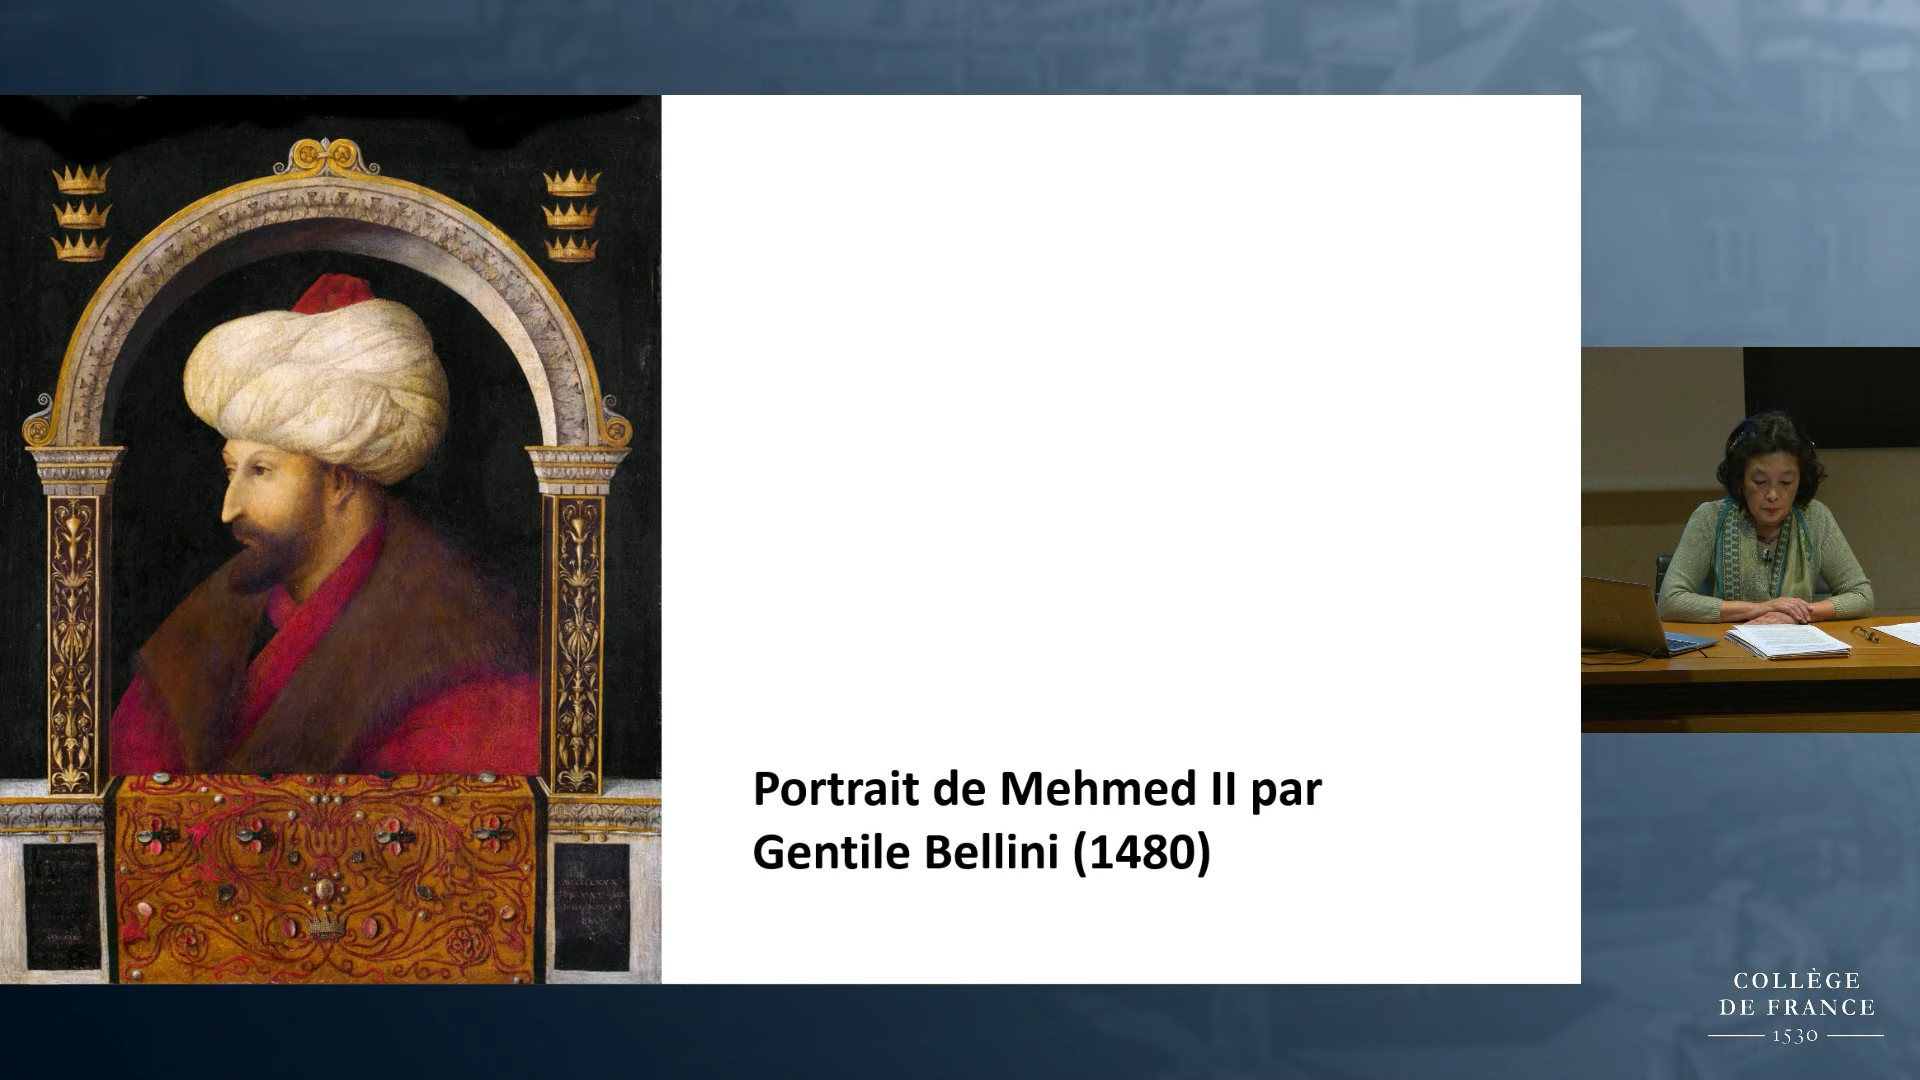 Portrait de Mehmed II par
Gentile Bellini (1480)
COLLÈGE
DE FRANCE
1530